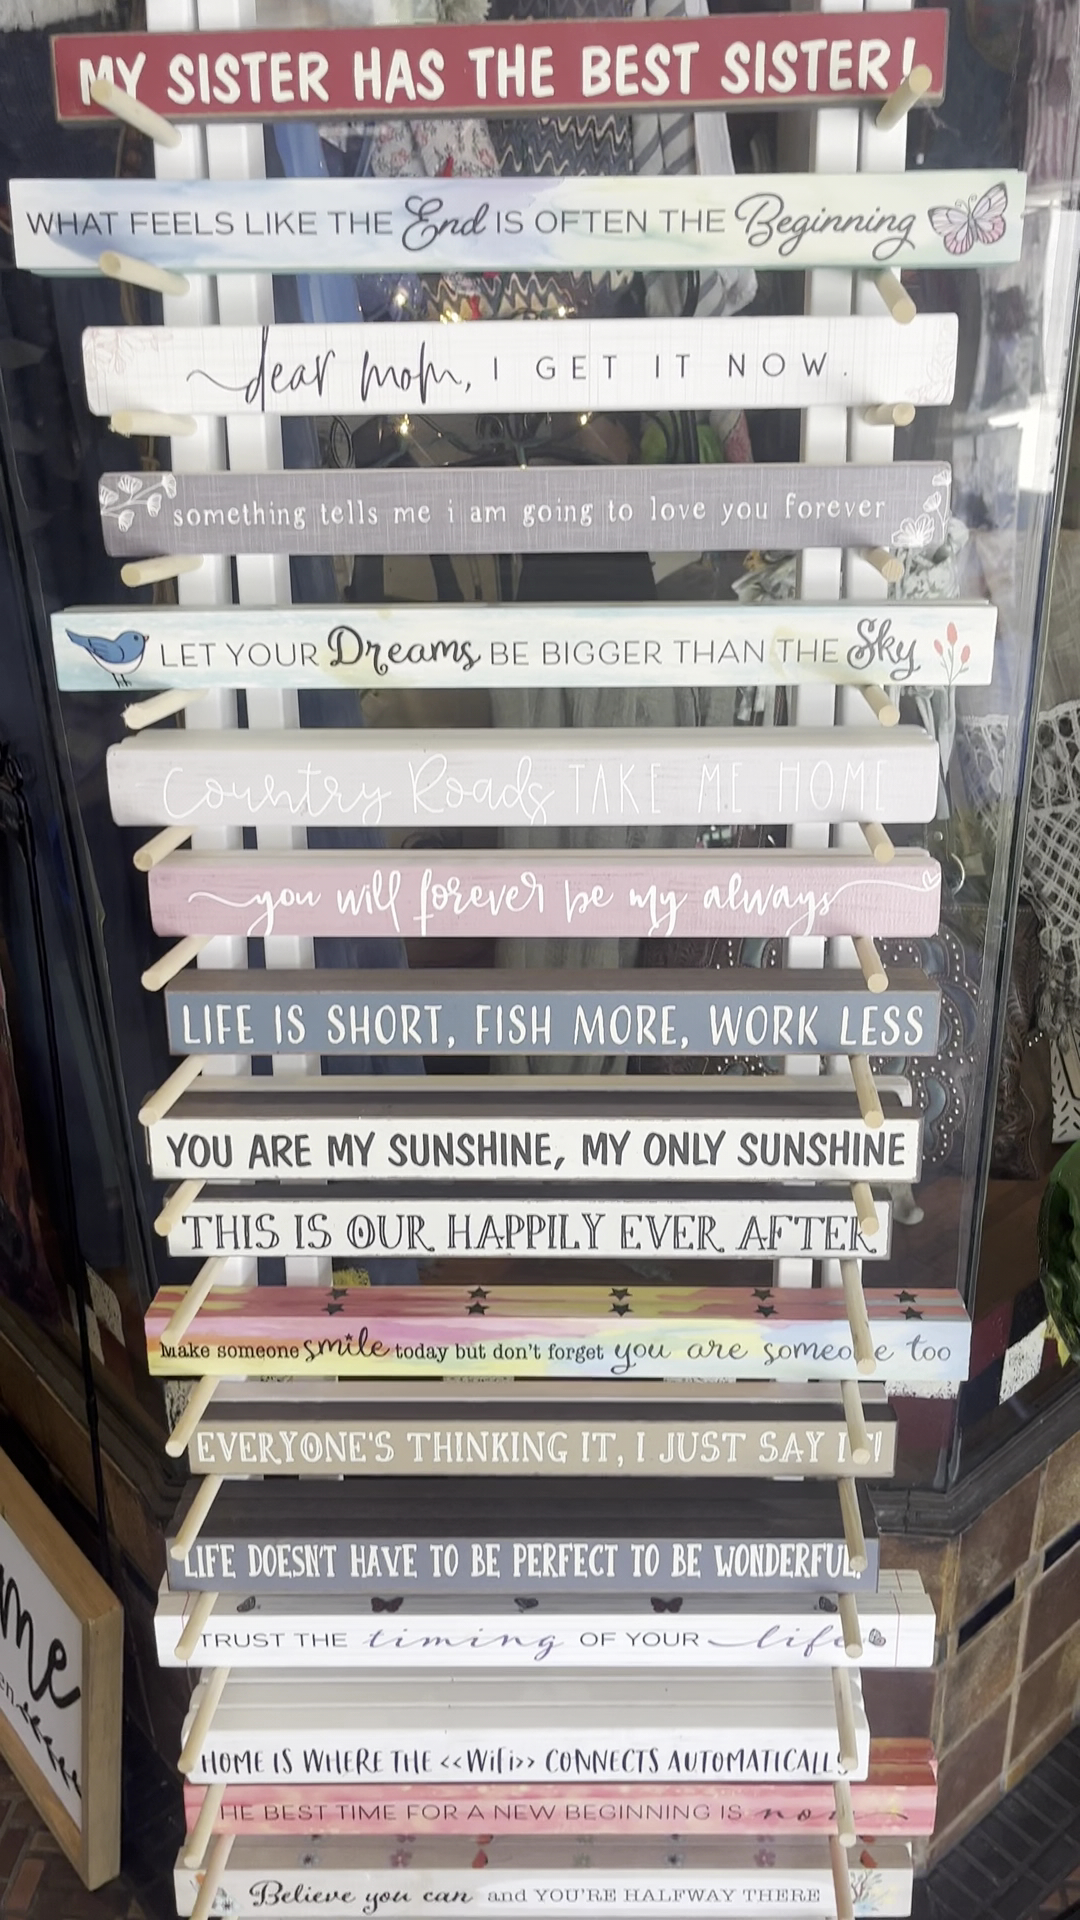 MY SISTER HAS THE BEST SISTER!
WHAT FEELS LIKE THE End IS OFTEN THE Beginning
dear mom, I GET IT NOW.
something tells me i am going to love you forever
LET YOUR Dreams BE BIGGER THAN THE Sky
Country Roads TAKE ME HOME
you will forever be my always
LIFE IS SHORT, FISH MORE, WORK LESS
YOU ARE MY SUNSHINE, MY ONLY SUNSHINE
THIS IS OUR HAPPILY EVER AFTER
Make someone smile today but don't forget you are someone too
EVERYONE'S THINKING IT, I JUST SAY IT!
LIFE DOESN'T HAVE TO BE PERFECT TO BE WONDERFUL.
TRUST THE timing OF YOUR life
HOME IS WHERE THE <<WiFi>> CONNECTS AUTOMATICALLY
THE BEST TIME FOR A NEW BEGINNING IS now
Believe you can and YOU'RE HALFWAY THERE